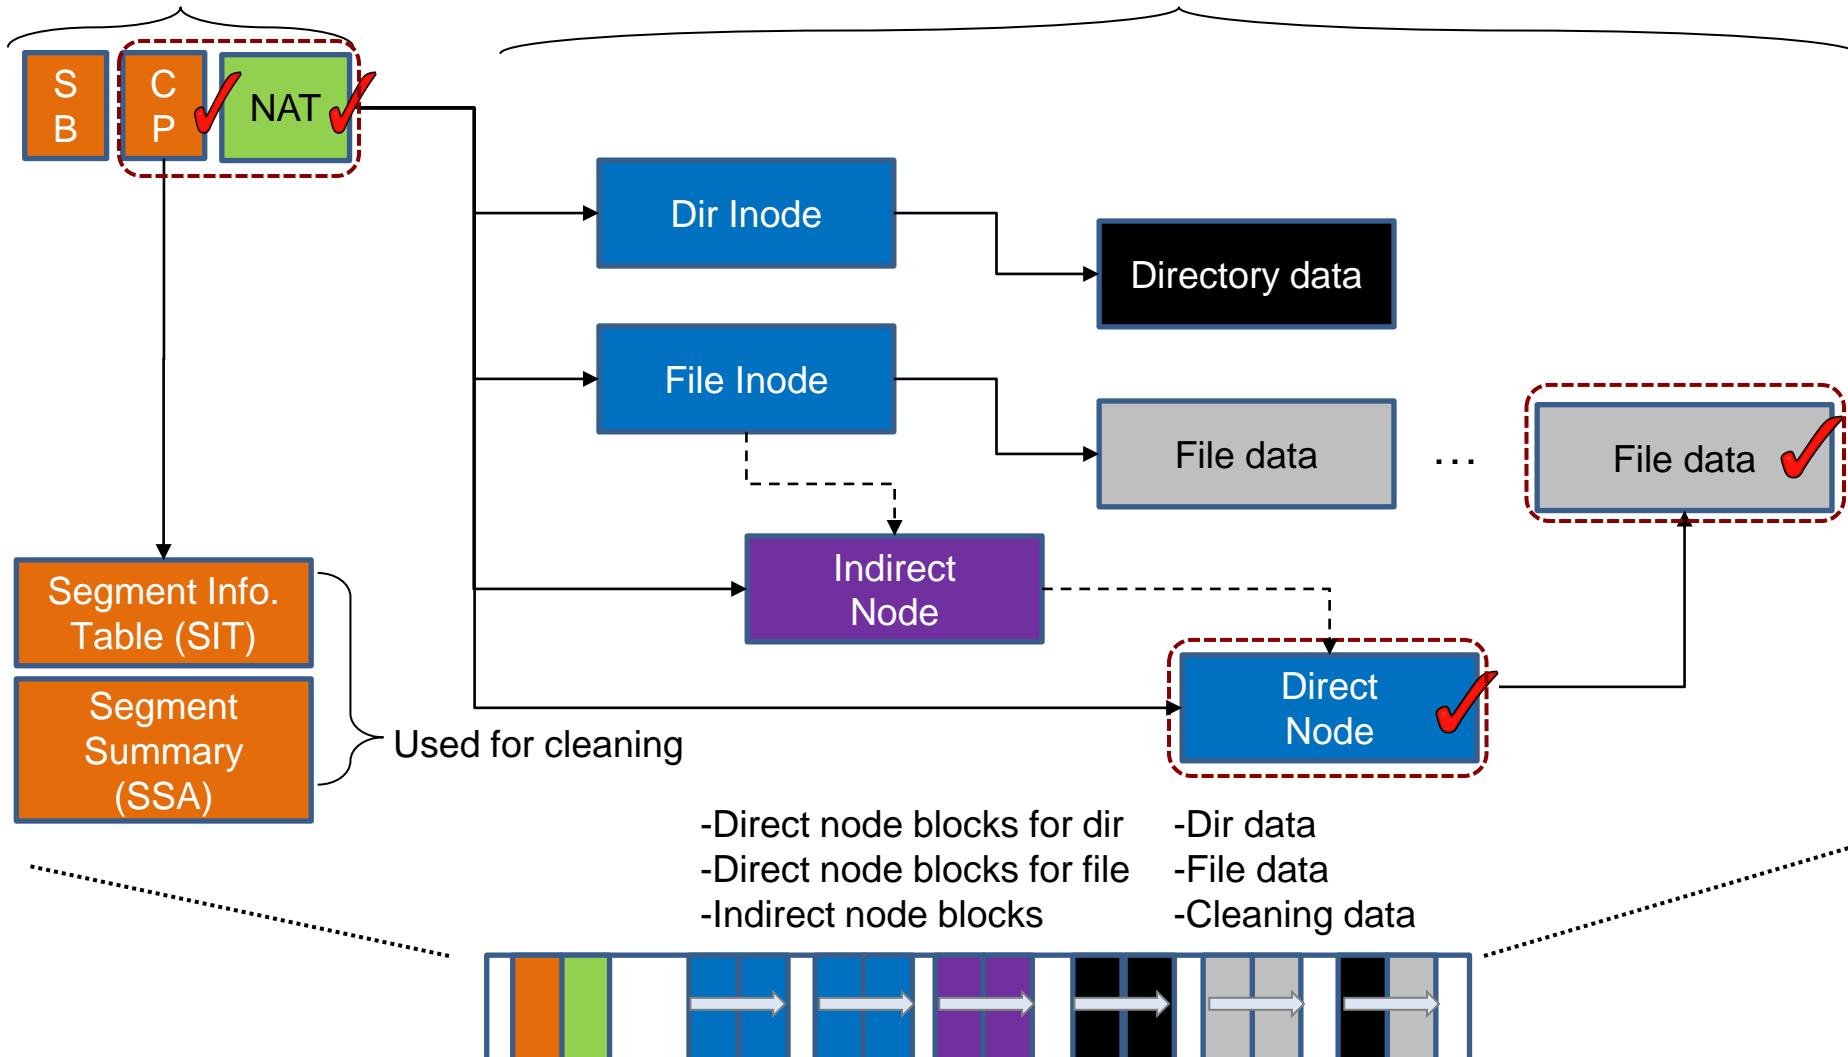 S
B
C
P
NAT
Dir Inode
Directory data
File Inode
File data
...
File data
Indirect
Node
Segment Info.
Table (SIT)
Direct
Node
Segment
Summary
(SSA)
Used for cleaning
-Direct node blocks for dir
-Direct node blocks for file
-Indirect node blocks
-Dir data
-File data
-Cleaning data